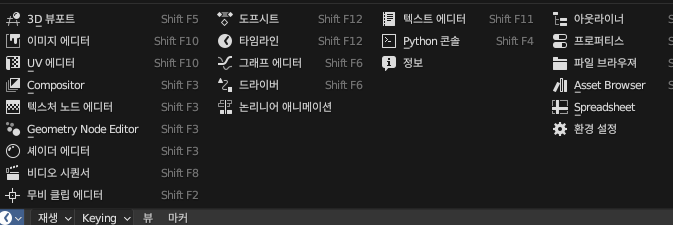 3D 뷰포트 Shift F5
이미지 에디터 Shift F10
UV 에디터 Shift F10
Compositor Shift F3
텍스처 노드 에디터 Shift F3
Geometry Node Editor Shift F3
셰이더 에디터 Shift F3
비디오 시퀀서 Shift F8
무비 클립 에디터 Shift F2
도프시트 Shift F12
타임라인 Shift F12
그래프 에디터 Shift F6
드라이버 Shift F6
논리니어 애니메이션
텍스트 에디터 Shift F11
Python 콘솔 Shift F4
정보
아웃라이너
프로퍼티스
파일 브라우져
Asset Browser
Spreadsheet
환경 설정
재생 Keying 뷰 마커